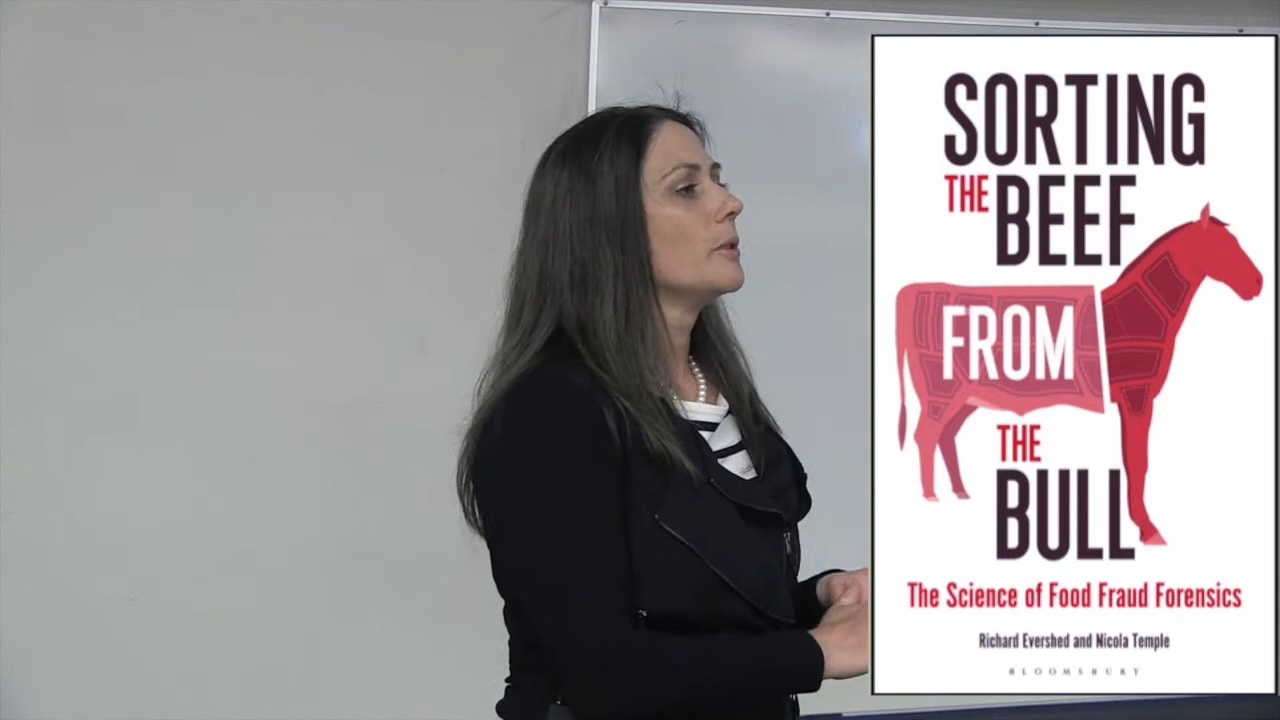 SORTING
THE BEEF
FROM
THE
BULL
The Science of Food Fraud Forensics
Richard Evershed and Nicola Temple
BLOOMSBURY